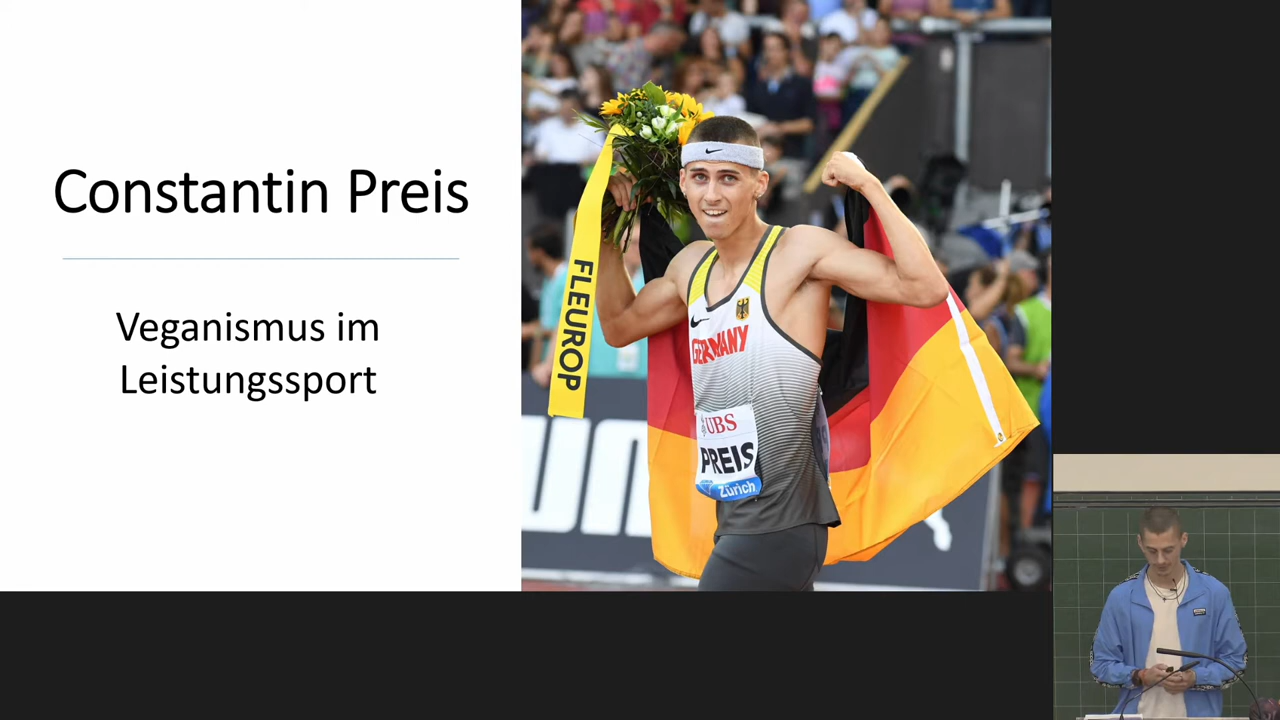 Constantin Preis
Veganismus im
Leistungssport
FLEUROP
GERMANY
UBS
PREIS
Zürich